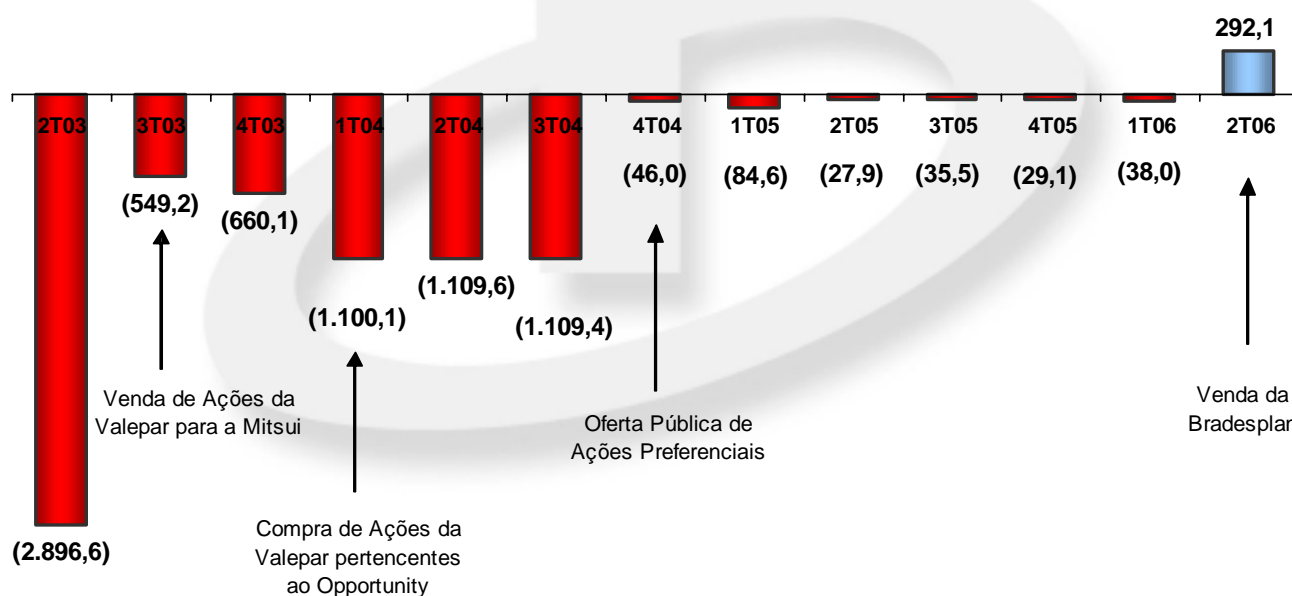 292,1
2T03 3T03 4T03 1T04 2T04 3T04 4T04 1T05 2T05 3T05 4T05 1T06 2T06
(46,0) (84,6) (27,9) (35,5) (29,1) (38,0)
(549,2)
(660,1)
(1.109,6)
(1.100,1)
(1.109,4)
(2.896,6)
Venda de Ações da
Valepar para a Mitsui
Compra de Ações da
Valepar pertencentes
ao Opportunity
Oferta Pública de
Ações Preferenciais
Venda da
Bradesplan